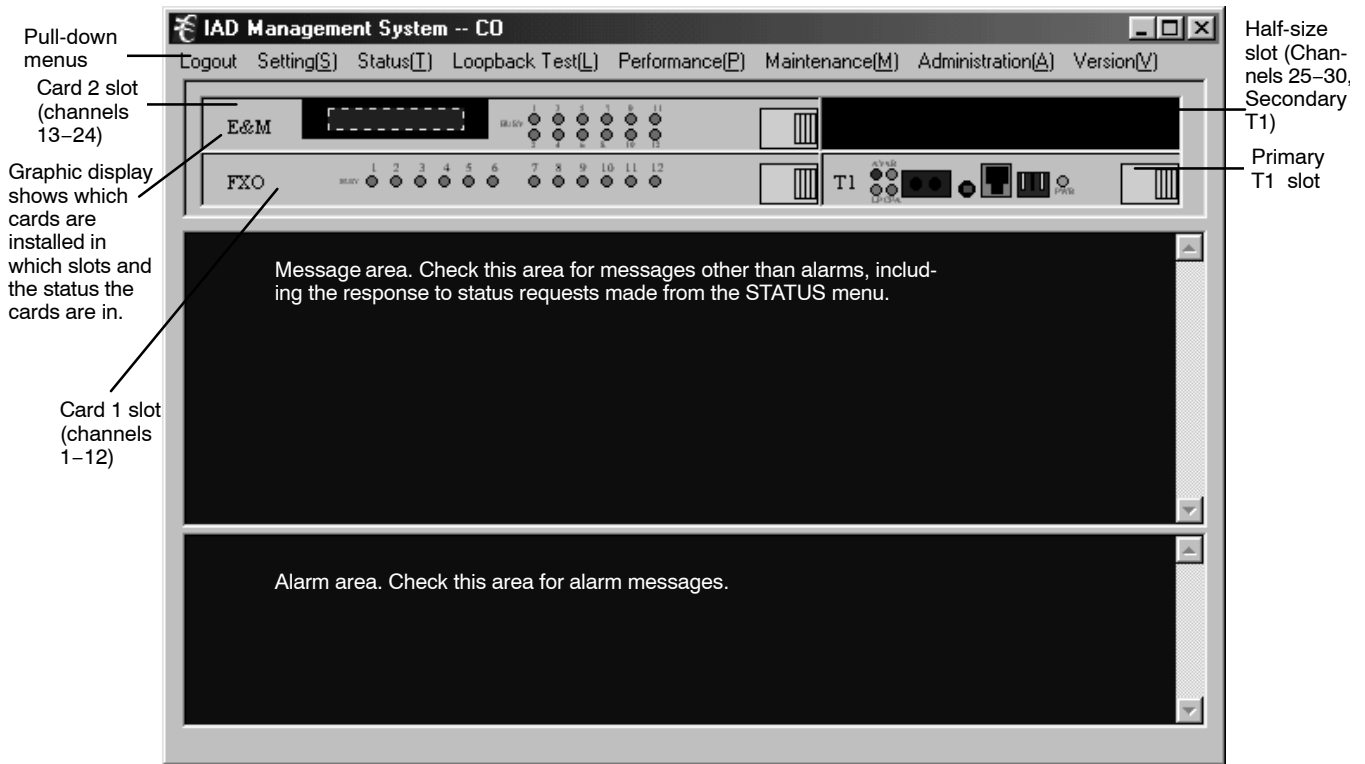 IAD Management System -- CO
Logout Setting(S) Status(T) Loopback Test(L) Performance(P) Maintenance(M) Administration(A) Version(V)
Pull-down
menus
Card 2 slot
(channels
13–24)
Graphic display
shows which
cards are
installed in
which slots and
the status the
cards are in.
Card 1 slot
(channels
1–12)
E&M
BUSY
1 3 5 7 9 11
2 4 6 8 10 12
FXO
BUSY
1 2 3 4 5 6 7 8 9 10 11 12
T1
PWR
Half-size
slot (Chan-
nels 25–30,
Secondary
T1)
Primary
T1 slot
Message area. Check this area for messages other than alarms, includ-
ing the response to status requests made from the STATUS menu.
Alarm area. Check this area for alarm messages.